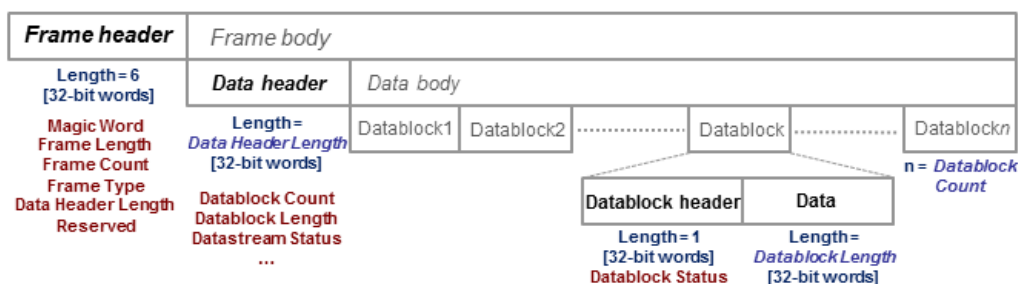 Frame header
Frame body
Length= 6
[32-bit words]
Data header
Data body
Magic Word
Frame Length
Frame Count
Frame Type
Data Header Length
Reserved
Length=
Data Header Length
[32-bit words]
Datablock Count
Datablock Length
Datastream Status
...
Datablock1
Datablock2
Datablock
Datablockn
n = Datablock
Count
Datablock header
Data
Length= 1
[32-bit words]
Datablock Status
Length=
Datablock Length
[32-bit words]